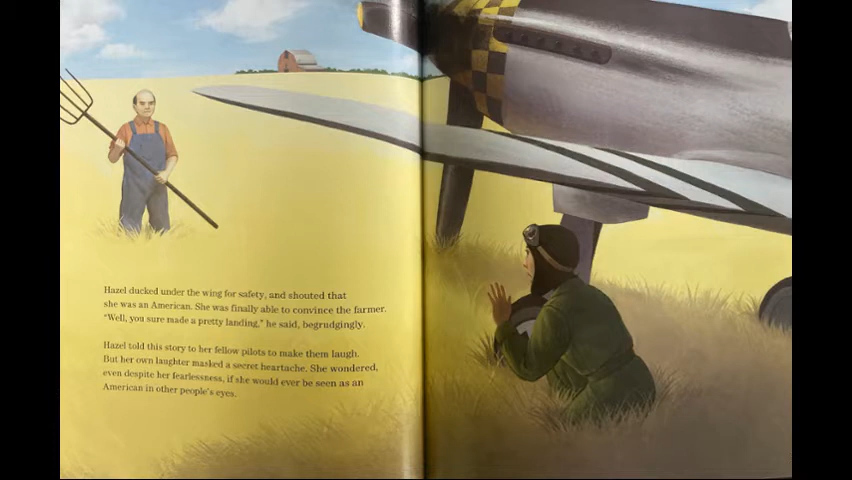 Hazel ducked under the wing for safety, and shouted that
she was an American. She was finally able to convince the farmer.
“Well, you sure made a pretty landing,” he said, begrudgingly.
Hazel told this story to her fellow pilots to make them laugh.
But her own laughter masked a secret heartache. She wondered,
even despite her fearlessness, if she would ever be seen as an
American in other people’s eyes.